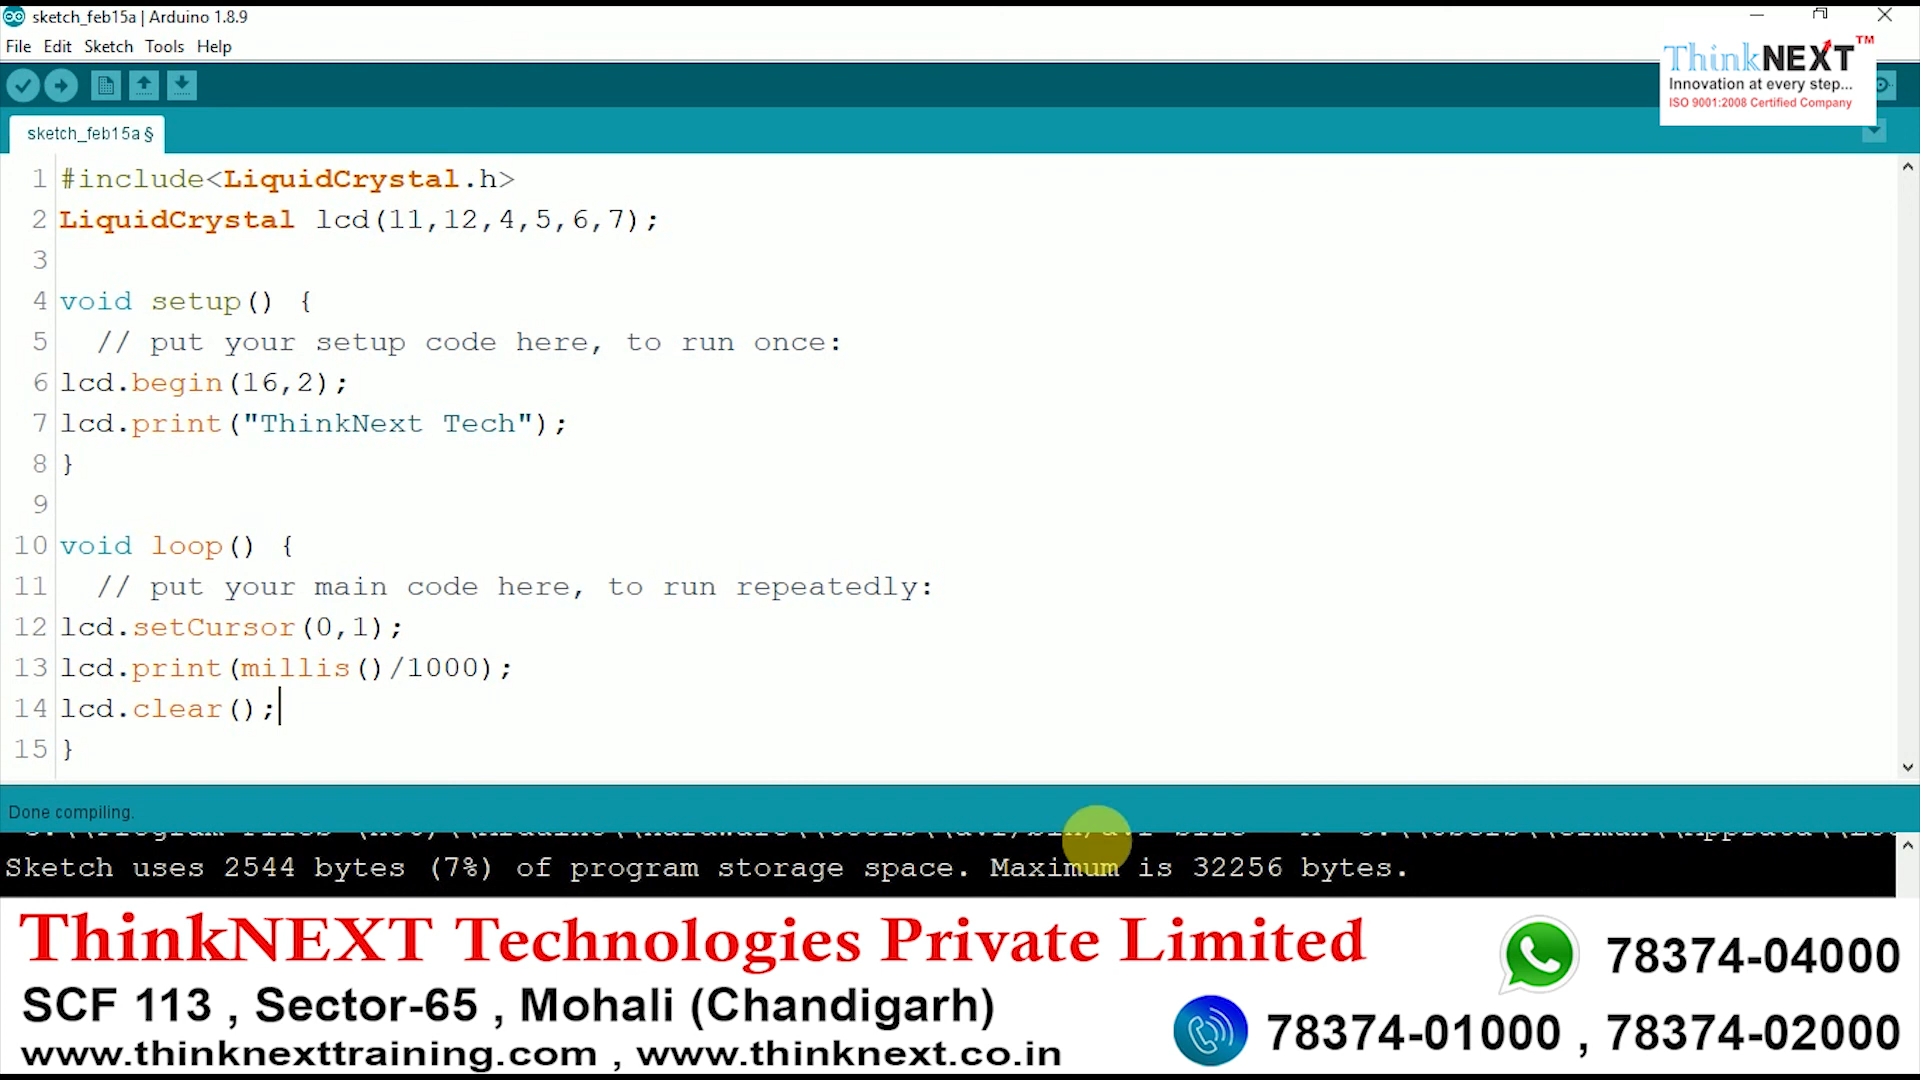 sketch_feb15a | Arduino 1.8.9
File Edit Sketch Tools Help
ThinkNEXT™
Innovation at every step...
ISO 9001:2008 Certified Company
sketch_feb15a §
1 #include<LiquidCrystal.h>
2 LiquidCrystal lcd(11,12,4,5,6,7);
3
4 void setup() {
5 // put your setup code here, to run once:
6 lcd.begin(16,2);
7 lcd.print("ThinkNext Tech");
8 }
9
10 void loop() {
11 // put your main code here, to run repeatedly:
12 lcd.setCursor(0,1);
13 lcd.print(millis()/1000);
14 lcd.clear();
15 }
Done compiling.
Sketch uses 2544 bytes (7%) of program storage space. Maximum is 32256 bytes.
ThinkNEXT Technologies Private Limited
78374-04000
SCF 113 , Sector-65 , Mohali (Chandigarh)
78374-01000 , 78374-02000
www.thinknexttraining.com , www.thinknext.co.in